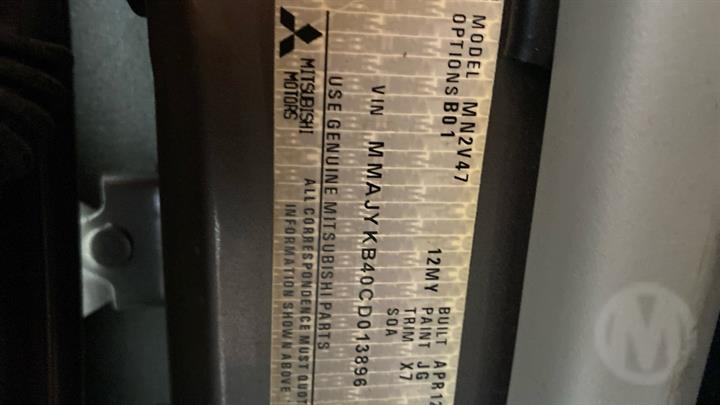 MODEL MN2V47
OPTIONS B01
12MY
BUILT APR12
PAINT JG
TRIM X7
SOA
VIN MMAJYKB40CD013896
USE GENUINE MITSUBISHI PARTS
MITSUBISHI MOTORS
ALL CORRESPONDENCE MUST QUOT
INFORMATION SHOWN ABOVE
M